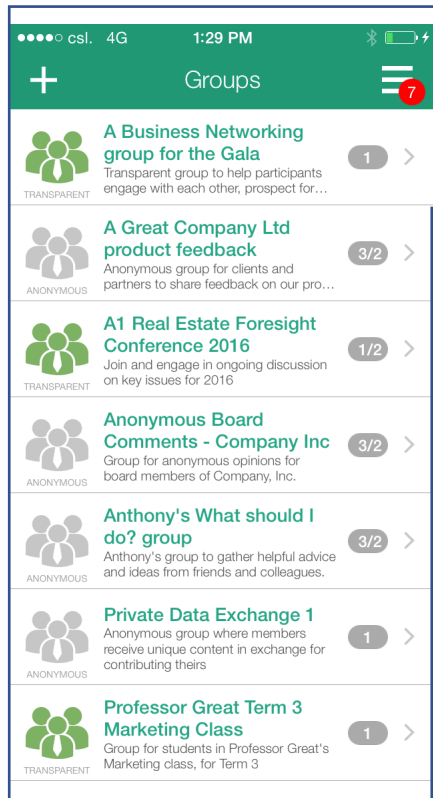 csl. 4G 1:29 PM
+ Groups 7
A Business Networking
group for the Gala
Transparent group to help participants
engage with each other, prospect for…
TRANSPARENT
1
A Great Company Ltd
product feedback
Anonymous group for clients and
partners to share feedback on our pro…
ANONYMOUS
3/2
A1 Real Estate Foresight
Conference 2016
Join and engage in ongoing discussion
on key issues for 2016
TRANSPARENT
1/2
Anonymous Board
Comments - Company Inc
Group for anonymous opinions for
board members of Company, Inc.
ANONYMOUS
3/2
Anthony's What should I
do? group
Anthony's group to gather helpful advice
and ideas from friends and colleagues.
ANONYMOUS
3/2
Private Data Exchange 1
Anonymous group where members
receive unique content in exchange for
contributing theirs
ANONYMOUS
1
Professor Great Term 3
Marketing Class
Group for students in Professor Great's
Marketing class, for Term 3
TRANSPARENT
1